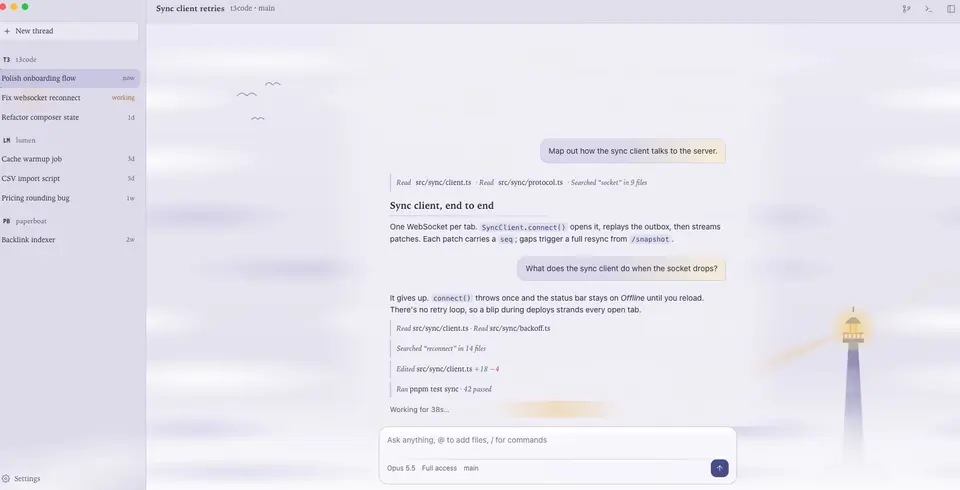 Sync client retries t3code · main
+ New thread
T3 t3code
Polish onboarding flow now
Fix websocket reconnect working
Refactor composer state 1d
LM lumen
Cache warmup job 3d
CSV import script 5d
Pricing rounding bug 1w
PB paperboat
Backlink indexer 2w
Settings
Map out how the sync client talks to the server.
Read src/sync/client.ts · Read src/sync/protocol.ts · Searched “socket” in 9 files
Sync client, end to end
One WebSocket per tab. SyncClient.connect() opens it, replays the outbox, then streams
patches. Each patch carries a seq; gaps trigger a full resync from /snapshot.
What does the sync client do when the socket drops?
It gives up. connect() throws once and the status bar stays on Offline until you reload.
There's no retry loop, so a blip during deploys strands every open tab.
Read src/sync/client.ts · Read src/sync/backoff.ts
Searched “reconnect” in 14 files
Edited src/sync/client.ts +18 −4
Ran pnpm test sync · 42 passed
Working for 38s...
Ask anything, @ to add files, / for commands
Opus 5.5 Full access main